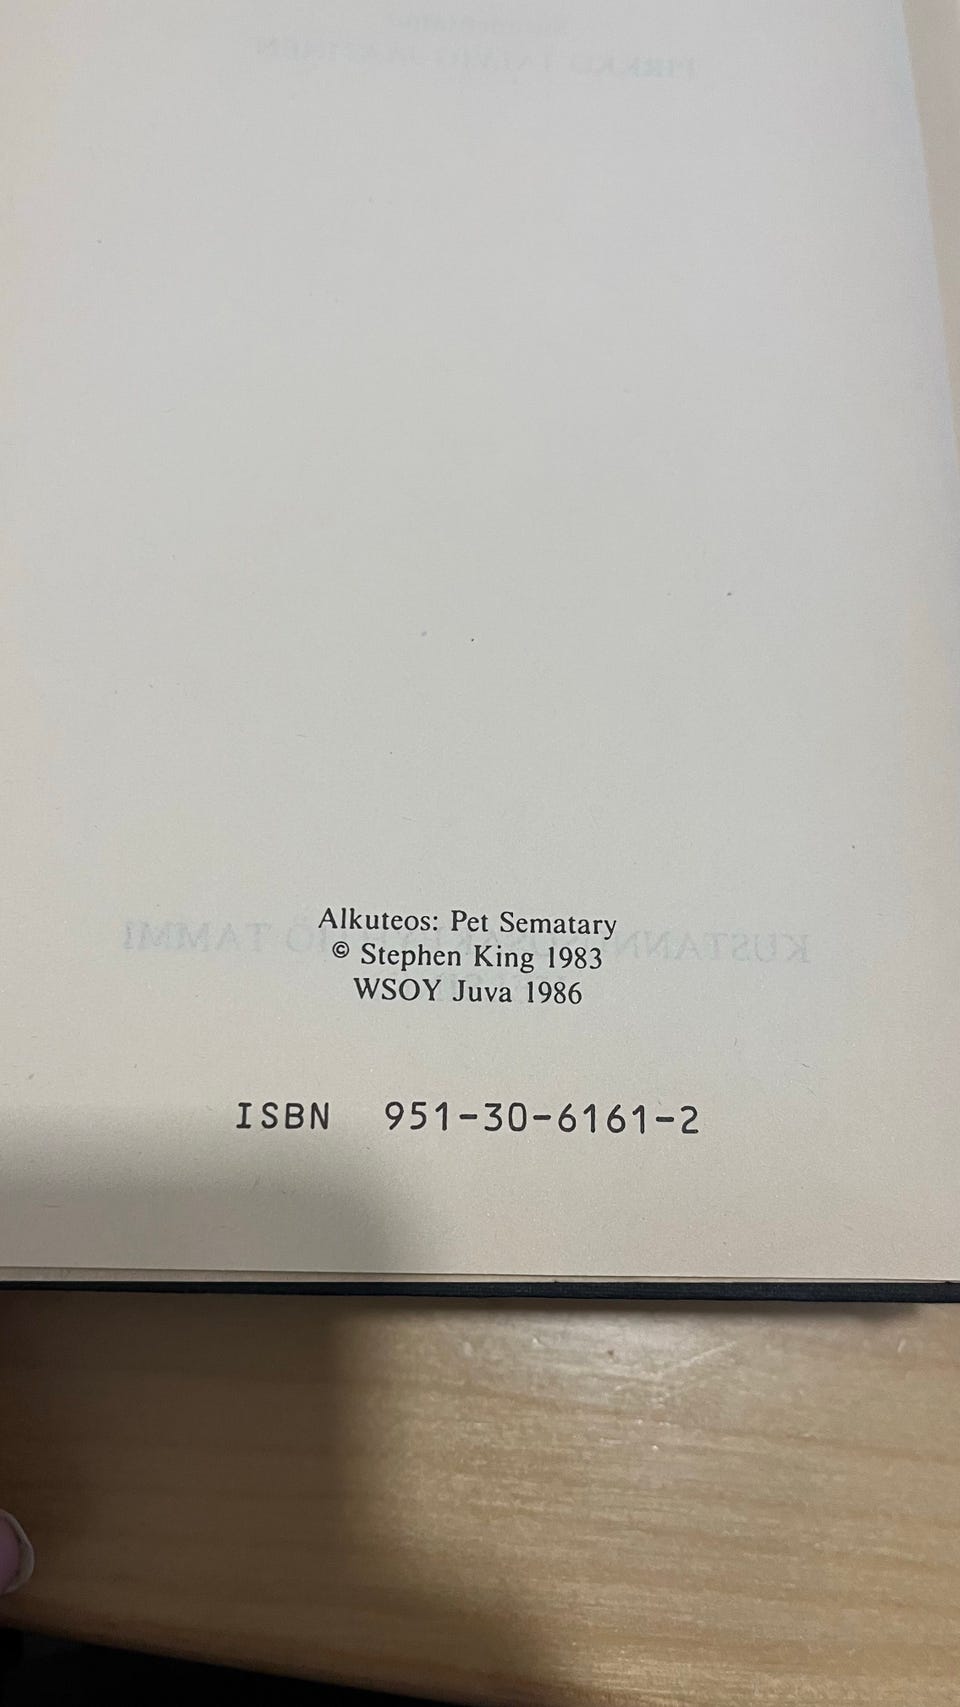 Alkuteos: Pet Sematary
© Stephen King 1983
WSOY Juva 1986
ISBN 951-30-6161-2